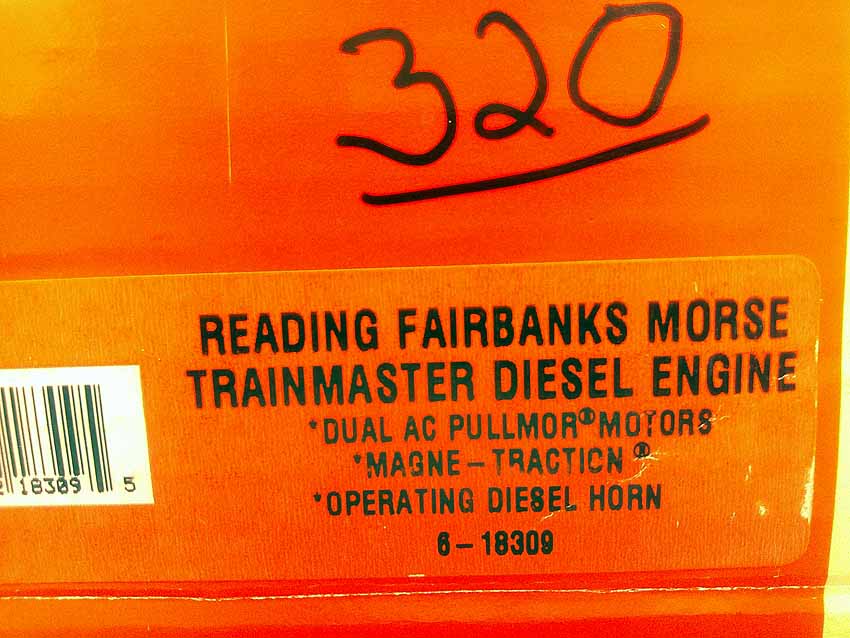 320
READING FAIRBANKS MORSE
TRAINMASTER DIESEL ENGINE
*DUAL AC PULLMOR® MOTORS
*MAGNE-TRACTION®
*OPERATING DIESEL HORN
6-18309
18309 5